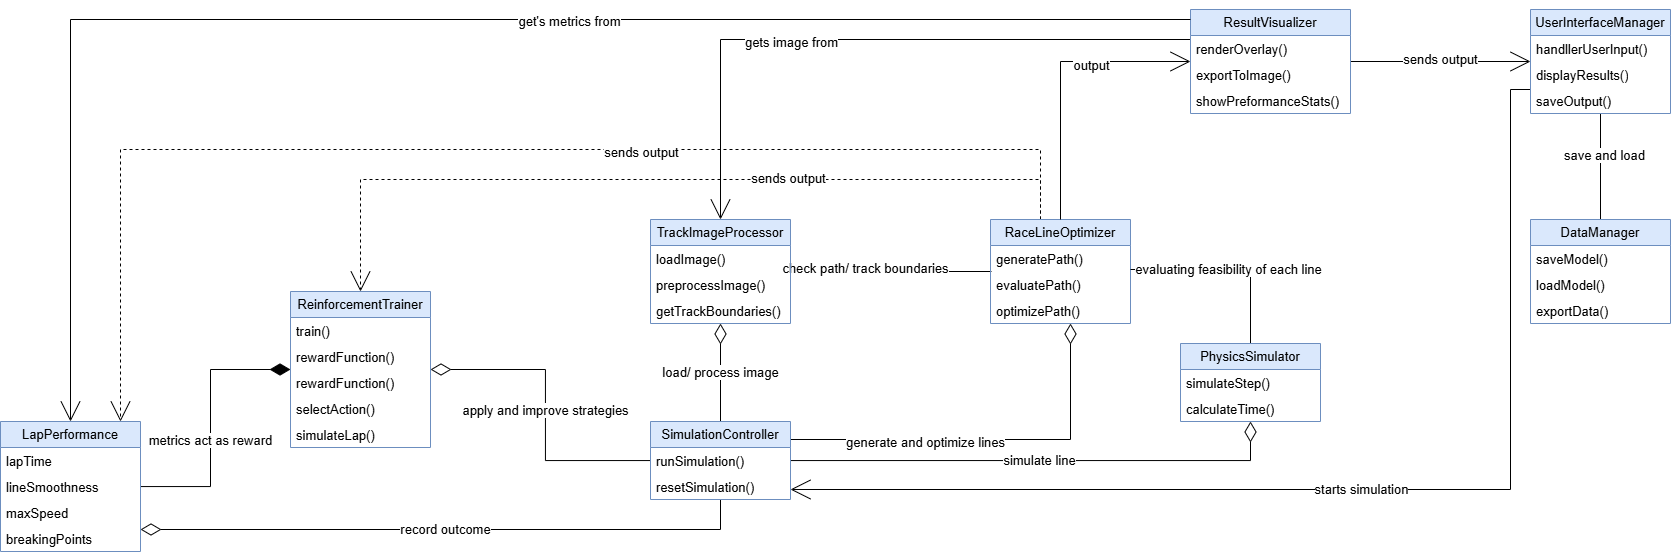 get's metrics from
gets image from
output
ResultVisualizer
renderOverlay()
exportToImage()
showPreformanceStats()
sends output
UserInterfaceManager
handllerUserInput()
displayResults()
saveOutput()
save and load
sends output
sends output
TrackImageProcessor
loadImage()
preprocessImage()
getTrackBoundaries()
check path/ track boundaries
RaceLineOptimizer
generatePath()
evaluatePath()
optimizePath()
evaluating feasibility of each line
DataManager
saveModel()
loadModel()
exportData()
ReinforcementTrainer
train()
rewardFunction()
rewardFunction()
selectAction()
simulateLap()
PhysicsSimulator
simulateStep()
calculateTime()
load/ process image
apply and improve strategies
metrics act as reward
LapPerformance
lapTime
lineSmoothness
maxSpeed
breakingPoints
SimulationController
runSimulation()
resetSimulation()
generate and optimize lines
simulate line
starts simulation
record outcome